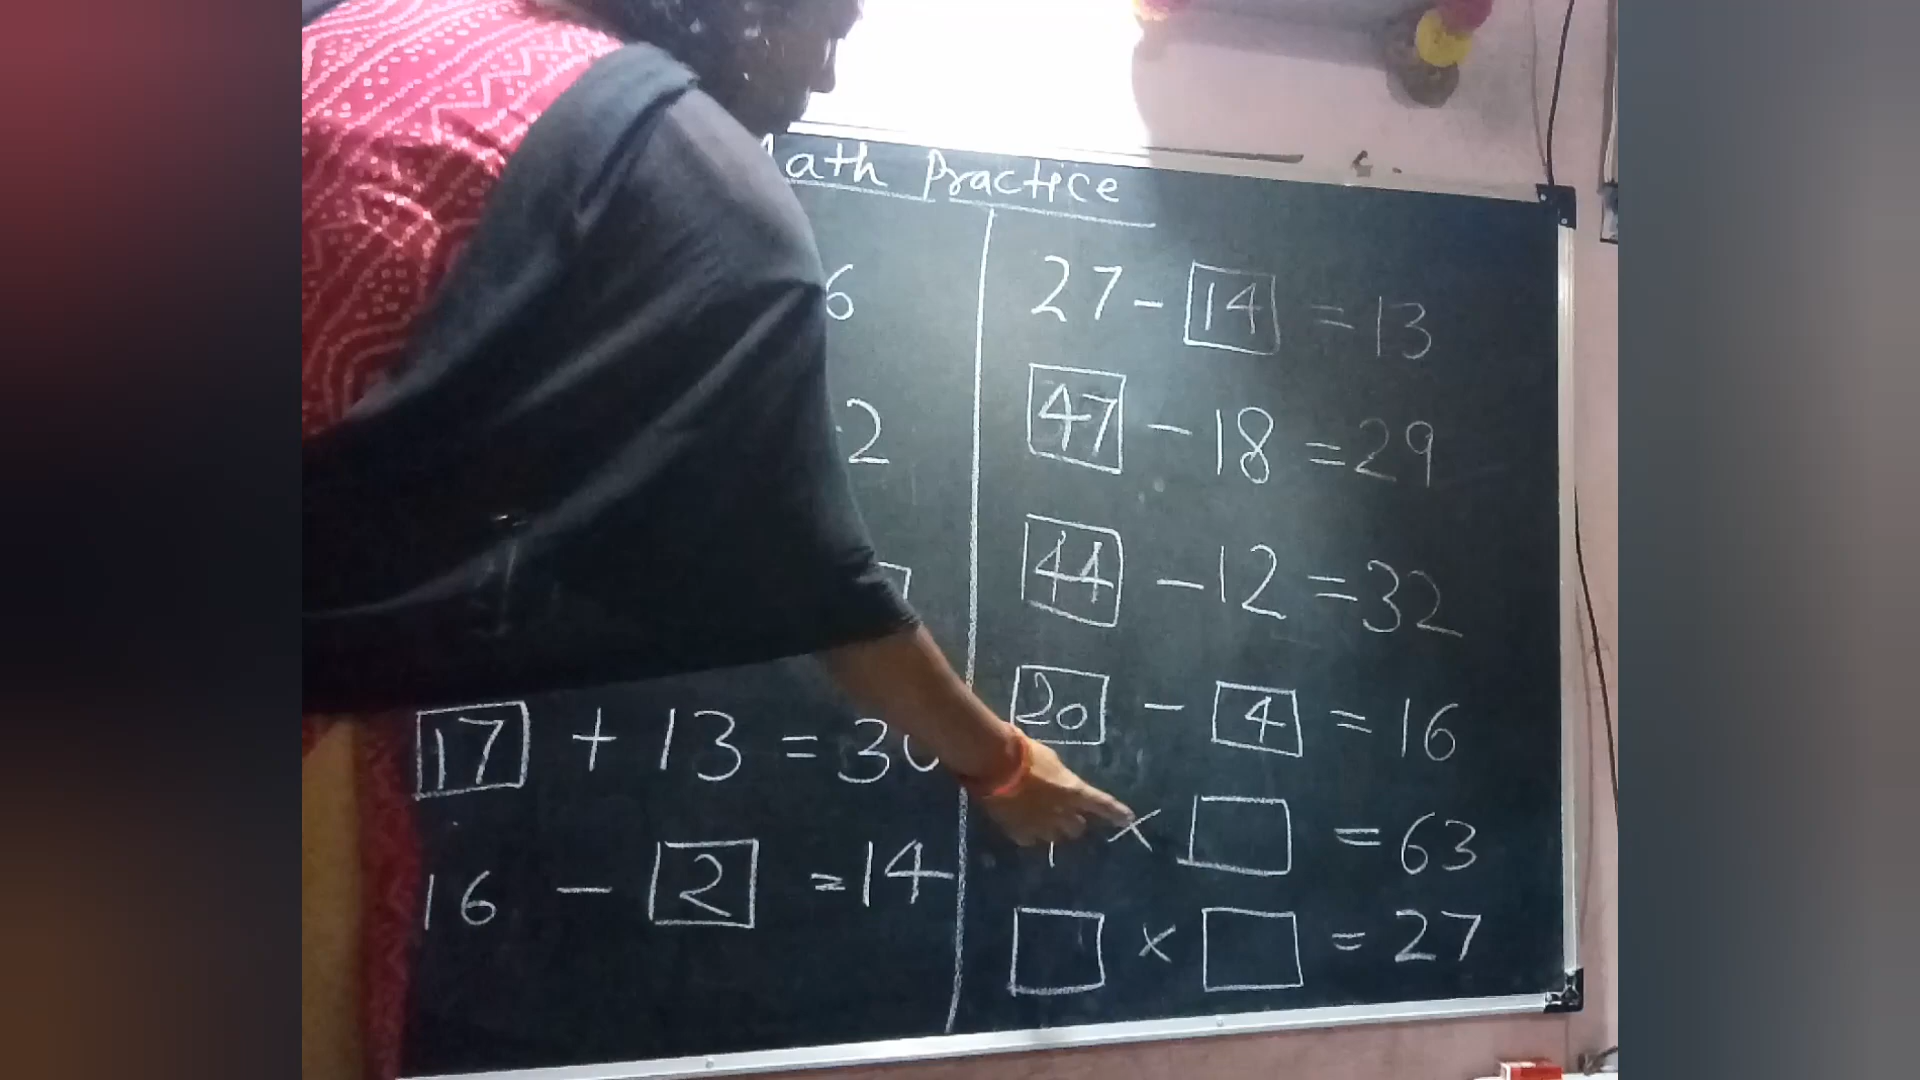 Math Practice
6
2
17 + 13 = 30
16 - 2 = 14
27 - 14 = 13
47 - 18 = 29
44 - 12 = 32
20 - 4 = 16
× = 63
× = 27